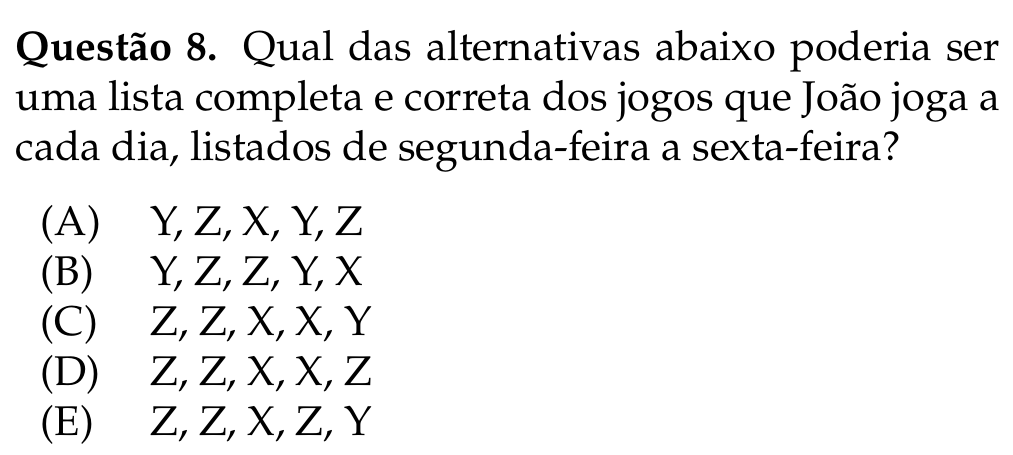 Questão 8. Qual das alternativas abaixo poderia ser
uma lista completa e correta dos jogos que João joga a
cada dia, listados de segunda-feira a sexta-feira?
(A) Y, Z, X, Y, Z
(B) Y, Z, Z, Y, X
(C) Z, Z, X, X, Y
(D) Z, Z, X, X, Z
(E) Z, Z, X, Z, Y